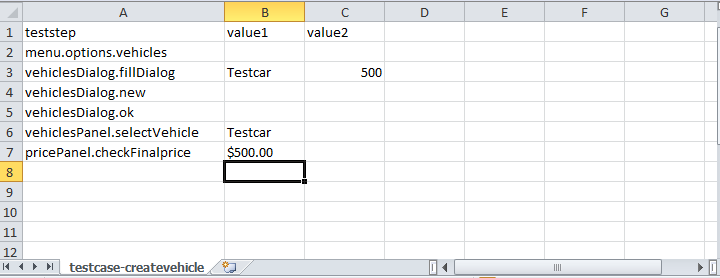 A B C D E F G
1 teststep value1 value2
2 menu.options.vehicles
3 vehiclesDialog.fillDialog Testcar 500
4 vehiclesDialog.new
5 vehiclesDialog.ok
6 vehiclesPanel.selectVehicle Testcar
7 pricePanel.checkFinalprice $500.00
8
9
10
11
12
testcase-createvehicle